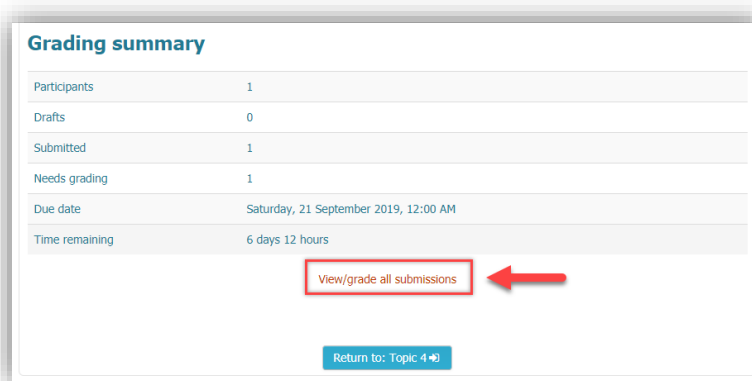 Grading summary
Participants 1
Drafts 0
Submitted 1
Needs grading 1
Due date Saturday, 21 September 2019, 12:00 AM
Time remaining 6 days 12 hours
View/grade all submissions
Return to: Topic 4